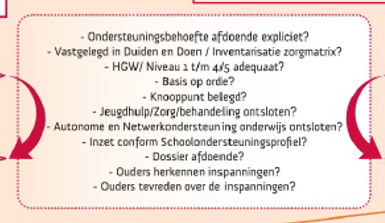 - Ondersteuningsbehoefte afdoende expliciet?
- Vastgelegd in Duiden en Doen / Inventarisatie zorgmatrix?
- HGW/ Niveau 1 t/m 4/5 adequaat?
- Basis op orde?
- Knooppunt belegd?
- Jeugdhulp/Zorg/behandeling ontsloten?
- Autonome en Netwerkondersteuning onderwijs ontsloten?
- Inzet conform Schoolondersteuningsprofiel?
- Dossier afdoende?
- Ouders herkennen inspanningen?
- Ouders tevreden over de inspanningen?